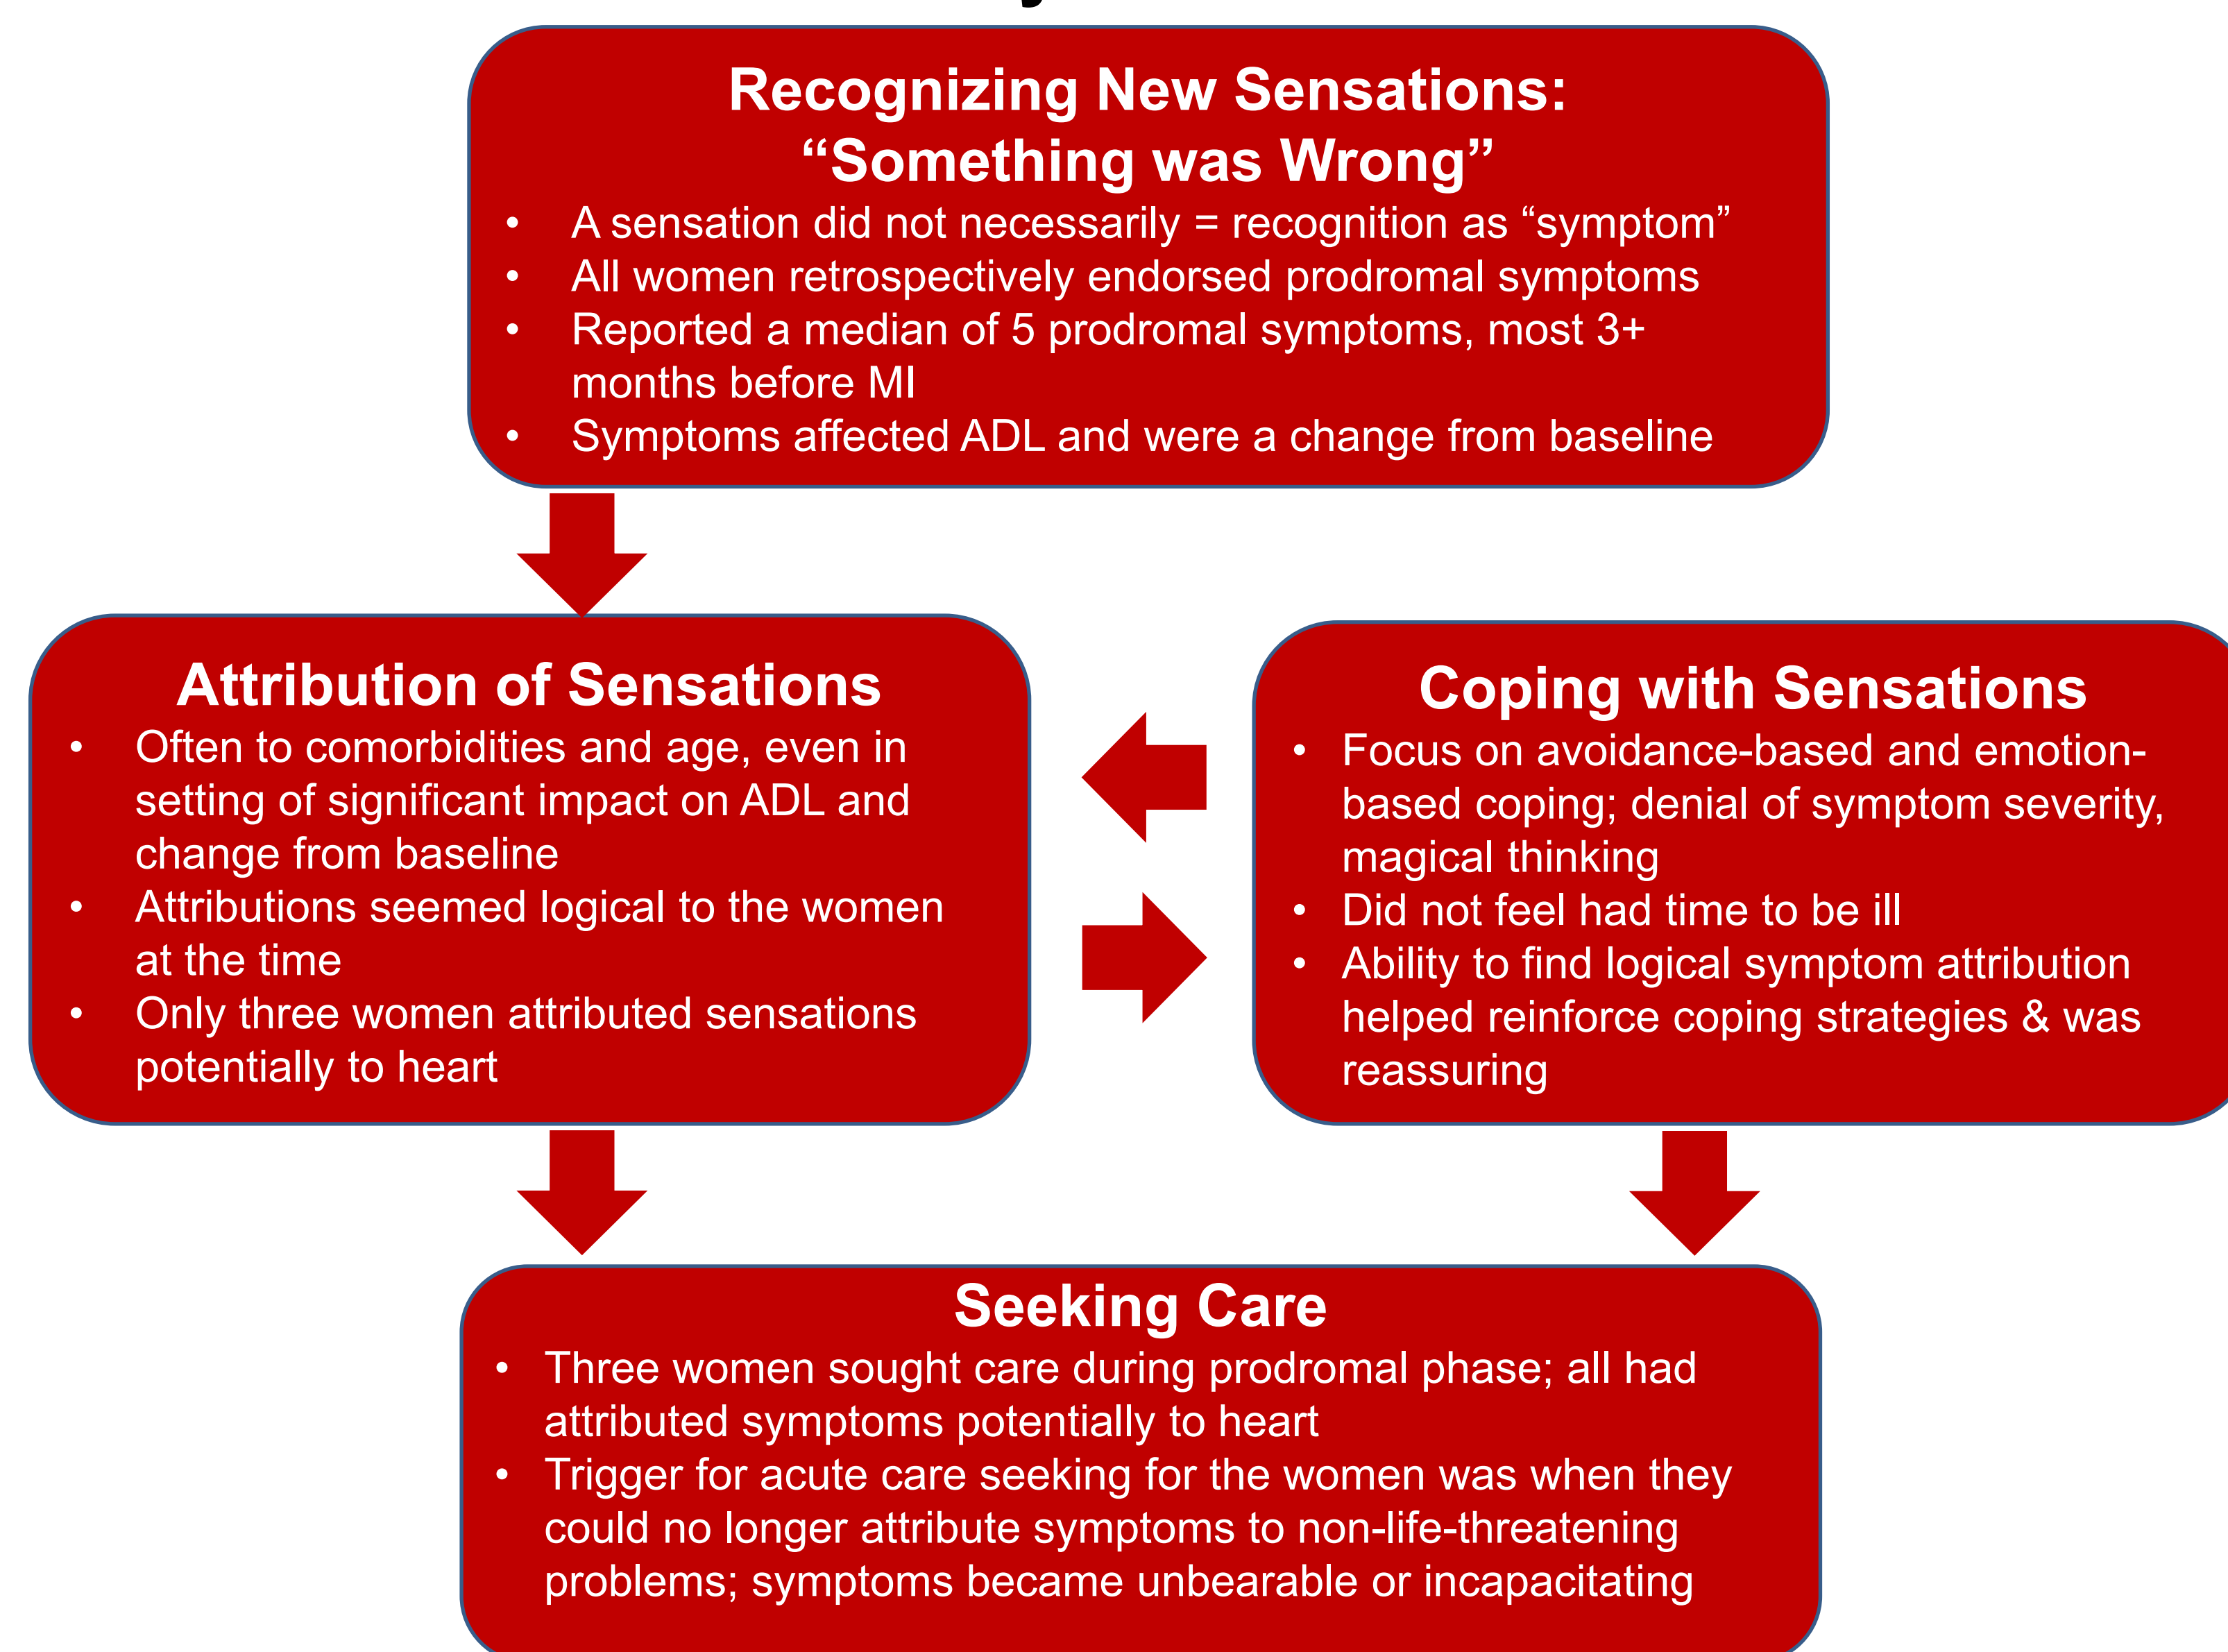 Recognizing New Sensations:
“Something was Wrong”
• A sensation did not necessarily = recognition as “symptom”
• All women retrospectively endorsed prodromal symptoms
• Reported a median of 5 prodromal symptoms, most 3+
months before MI
• Symptoms affected ADL and were a change from baseline
Attribution of Sensations
• Often to comorbidities and age, even in
setting of significant impact on ADL and
change from baseline
• Attributions seemed logical to the women
at the time
• Only three women attributed sensations
potentially to heart
Coping with Sensations
• Focus on avoidance-based and emotion-
based coping; denial of symptom severity,
magical thinking
• Did not feel had time to be ill
• Ability to find logical symptom attribution
helped reinforce coping strategies & was
reassuring
Seeking Care
• Three women sought care during prodromal phase; all had
attributed symptoms potentially to heart
• Trigger for acute care seeking for the women was when they
could no longer attribute symptoms to non-life-threatening
problems; symptoms became unbearable or incapacitating